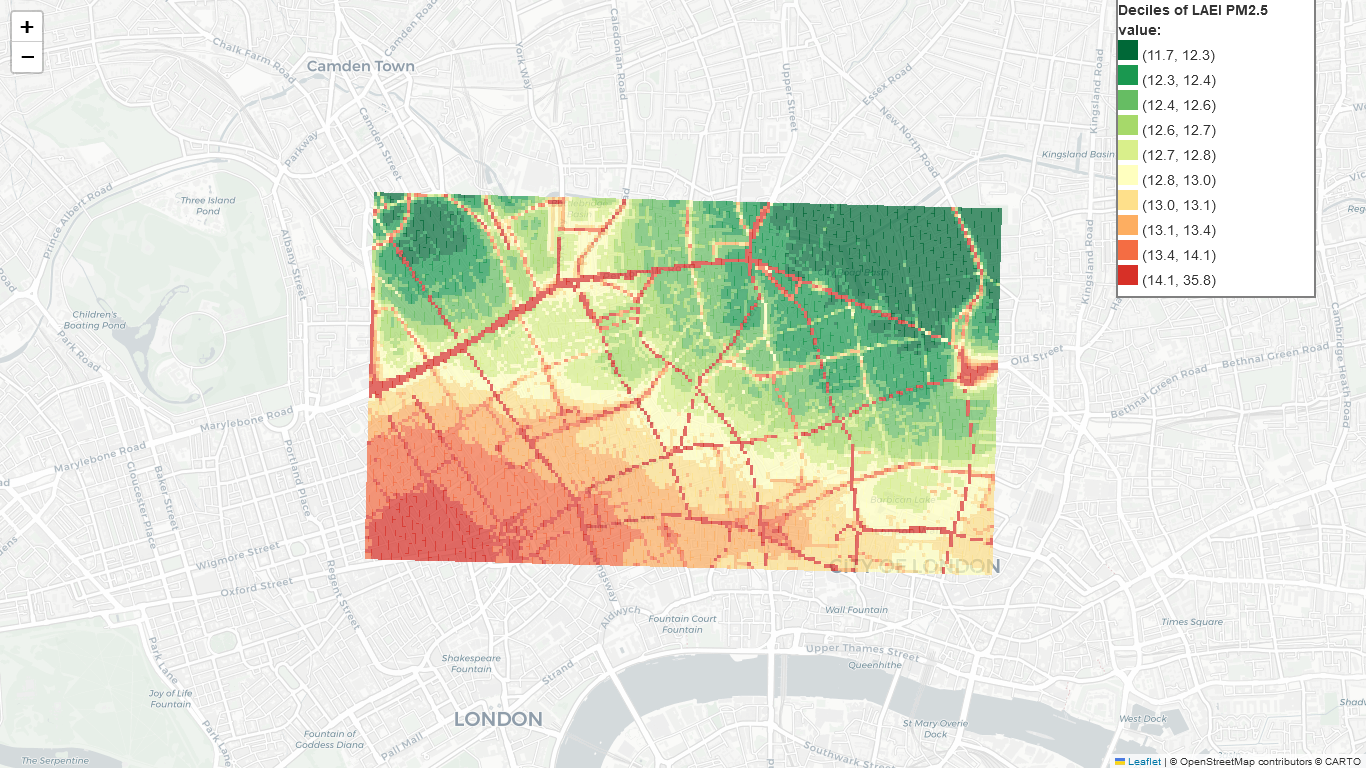 +
−
Deciles of LAEI PM2.5
value:
(11.7, 12.3)
(12.3, 12.4)
(12.4, 12.6)
(12.6, 12.7)
(12.7, 12.8)
(12.8, 13.0)
(13.0, 13.1)
(13.1, 13.4)
(13.4, 14.1)
(14.1, 35.8)
Camden Road
Caledonian Road
Chalk Farm Road
York Way
Camden Town
Upper Street
Essex Road
Kingsland Road
New North Road
Camden Street
Parkway
Kingsland Basin
Prince Albert Road
Three Island
Pond
Albany Street
Kingsland Road
Children's
Boating Pond
Park Road
Old Street
Bethnal Green Road
Cambridge Heath Road
Bethnal Green Road
Marylebone Road
Marylebone Road
Portland Place
Baker Street
Gloucester Place
Barbican Lake
Wigmore Street
Oxford Street
Regent Street
Kingsway
CITY OF LONDON
Aldwych
Fountain Court
Fountain
Wall Fountain
Times Square
Upper Thames Street
Queenhithe
Strand
Shakespeare
Fountain
Park Lane
Joy of Life
Fountain
LONDON
St Mary Overie
Dock
West Dock
Fountain of
Goddess Diana
Pall Mall
Park Lane
Southwark Street
The Serpentine
Leaflet | © OpenStreetMap contributors © CARTO